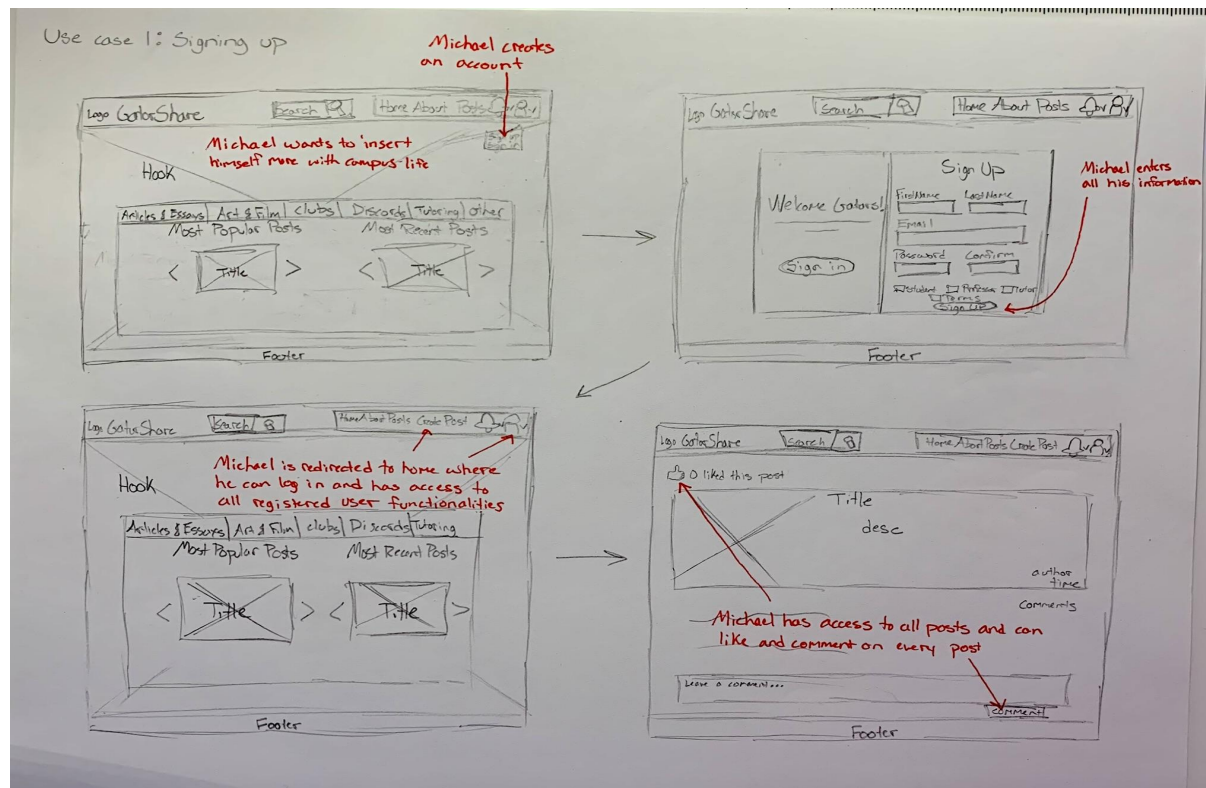 Use case 1: Signing up
Michael creates
an account
Logo GatorShare
Search
Home About Posts
Sign up
Sign in
Michael wants to insert
himself more with campus life
Hook
Articles & Essays
Art & Film
clubs
Discords
Tutoring
other
Most Popular Posts
Most Recent Posts
< Title >
< Title >
Footer
Logo GatorShare
Search
Home About Posts
Welcome Gators!
Sign in
Sign Up
First Name
Last Name
Email
Password
Confirm
Student
Professor
Tutor
Terms
Sign Up
Michael enters
all his information
Footer
Logo GatorShare
Search
Home About Posts Create Post
Michael is redirected to home where
he can log in and has access to
all registered user functionalities
Hook
Articles & Essays
Art & Film
clubs
Discords
Tutoring
Most Popular Posts
Most Recent Posts
< Title >
< Title >
Footer
Logo GatorShare
Search
Home About Posts Create Post
0 liked this post
Title
desc
author
time
Comments
Michael has access to all posts and can
like and comment on every post
Leave a comment...
comment
Footer